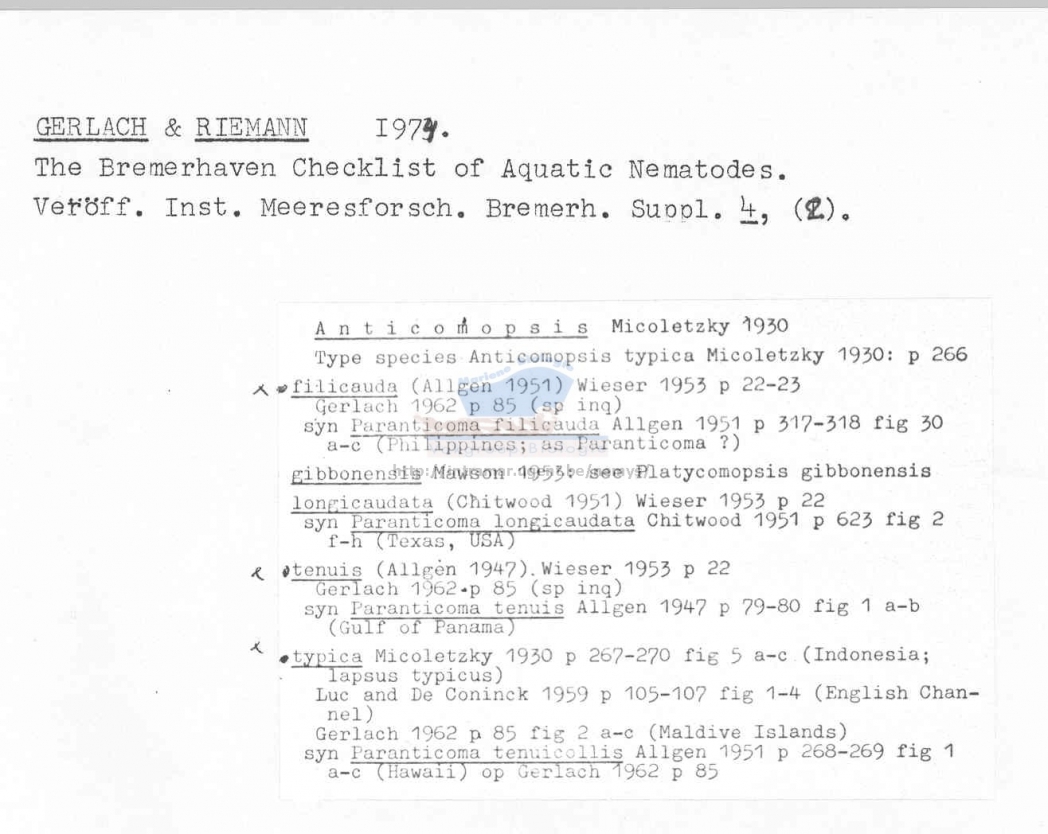 GERLACH & RIEMANN 1974.
The Bremerhaven Checklist of Aquatic Nematodes.
Veröff. Inst. Meeresforsch. Bremerh. Suppl. 4, (2).
A n t i c o m o p s i s Micoletzky 1930
Type species Anticomopsis typica Micoletzky 1930: p 266
x •filicauda (Allgen 1951) Wieser 1953 p 22-23
Gerlach 1962 p 85 (sp inq)
syn Paranticoma filicauda Allgen 1951 p 317-318 fig 30
a-c (Philippines; as Paranticoma ?)
gibbonensis Mawson 1953: see Platycomopsis gibbonensis
longicaudata (Chitwood 1951) Wieser 1953 p 22
syn Paranticoma longicaudata Chitwood 1951 p 623 fig 2
f-h (Texas, USA)
x •tenuis (Allgén 1947). Wieser 1953 p 22
Gerlach 1962 p 85 (sp inq)
syn Paranticoma tenuis Allgen 1947 p 79-80 fig 1 a-b
(Gulf of Panama)
x •typica Micoletzky 1930 p 267-270 fig 5 a-c (Indonesia;
lapsus typicus)
Luc and De Coninck 1959 p 105-107 fig 1-4 (English Chan-
nel)
Gerlach 1962 p 85 fig 2 a-c (Maldive Islands)
syn Paranticoma tenuicollis Allgen 1951 p 268-269 fig 1
a-c (Hawaii) op Gerlach 1962 p 85